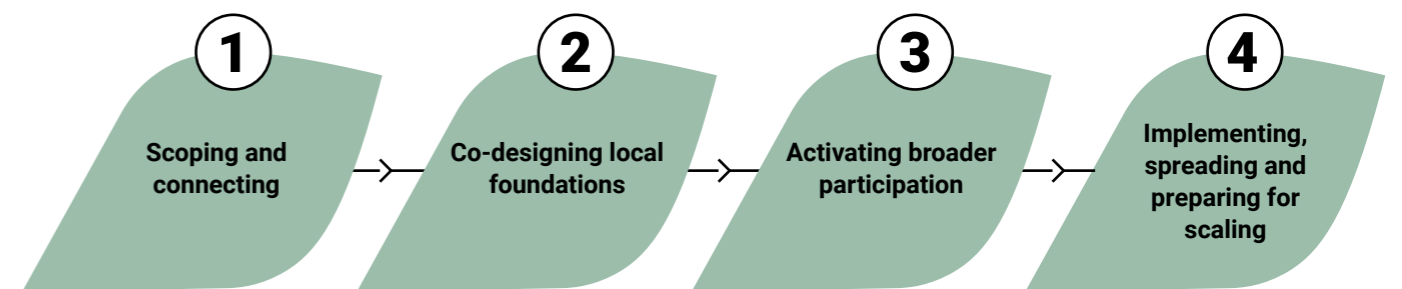 1
Scoping and
connecting
2
Co-designing local
foundations
3
Activating broader
participation
4
Implementing,
spreading and
preparing for
scaling